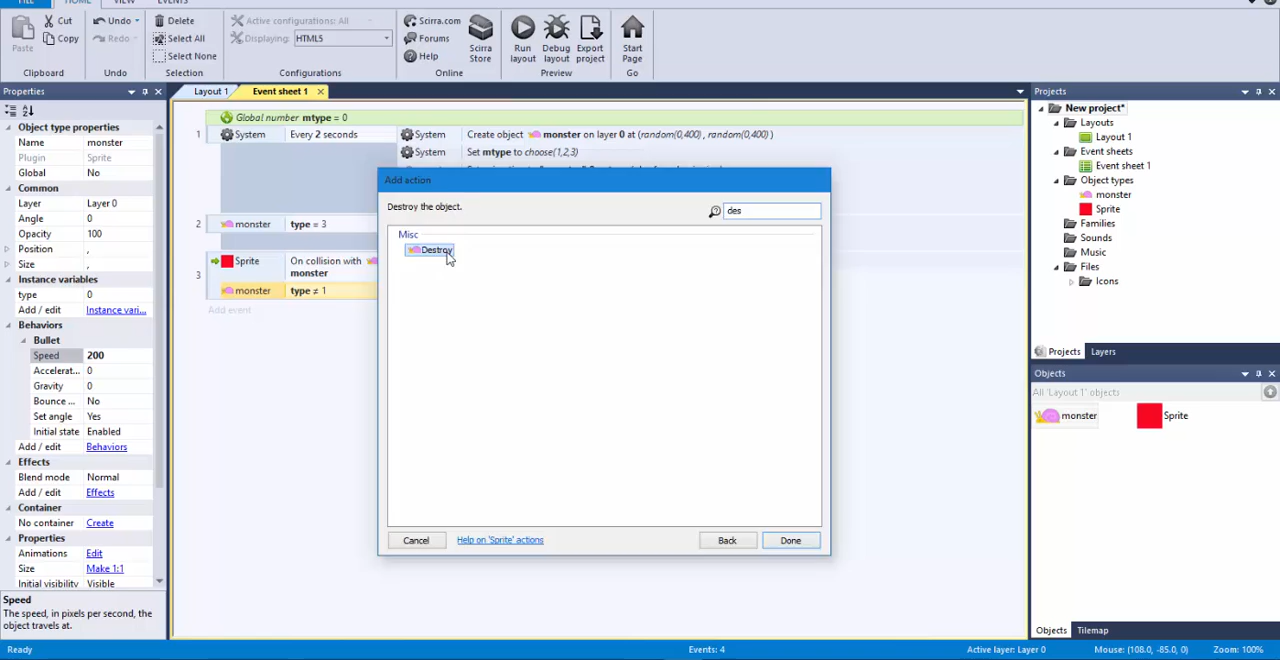 FILE HOME VIEW EVENTS
Paste Cut Copy
Clipboard
Undo Redo
Undo
Delete Select All Select None
Selection
Active configurations: All
Displaying: HTML5
Configurations
Scirra.com Forums Help Scirra Store
Online
Run layout Debug layout Export project
Preview
Start Page
Go
Properties
Object type properties
Name monster
Plugin Sprite
Global No
Common
Layer Layer 0
Angle 0
Opacity 100
Position ,
Size ,
Instance variables
type 0
Add / edit Instance vari...
Behaviors
Bullet
Speed 200
Accelerat... 0
Gravity 0
Bounce ... No
Set angle Yes
Initial state Enabled
Add / edit Behaviors
Effects
Blend mode Normal
Add / edit Effects
Container
No container Create
Properties
Animations Edit
Size Make 1:1
Initial visibility Visible
Speed
The speed, in pixels per second, the
object travels at.
Layout 1 Event sheet 1
Global number mtype = 0
1 System Every 2 seconds System Create object monster on layer 0 at (random(0,400) , random(0,400) )
System Set mtype to choose(1,2,3)
2 monster type = 3
3 Sprite On collision with monster
monster type ≠ 1
Add event
Add action
Destroy the object.
des
Misc
Destroy
Cancel Help on 'Sprite' actions Back Done
Projects
New project*
Layouts
Layout 1
Event sheets
Event sheet 1
Object types
monster
Sprite
Families
Sounds
Music
Files
Icons
Projects Layers
Objects
All 'Layout 1' objects
monster Sprite
Objects Tilemap
Ready Events: 4 Active layer: Layer 0 Mouse: (108.0, -85.0, 0) Zoom: 100%